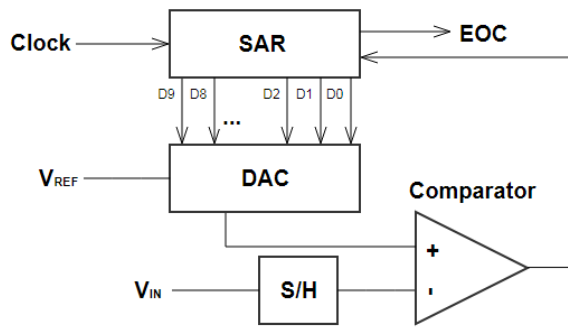 Clock
SAR
EOC
D9 D8 ... D2 D1 D0
VREF
DAC
Comparator
+
VIN
S/H
-